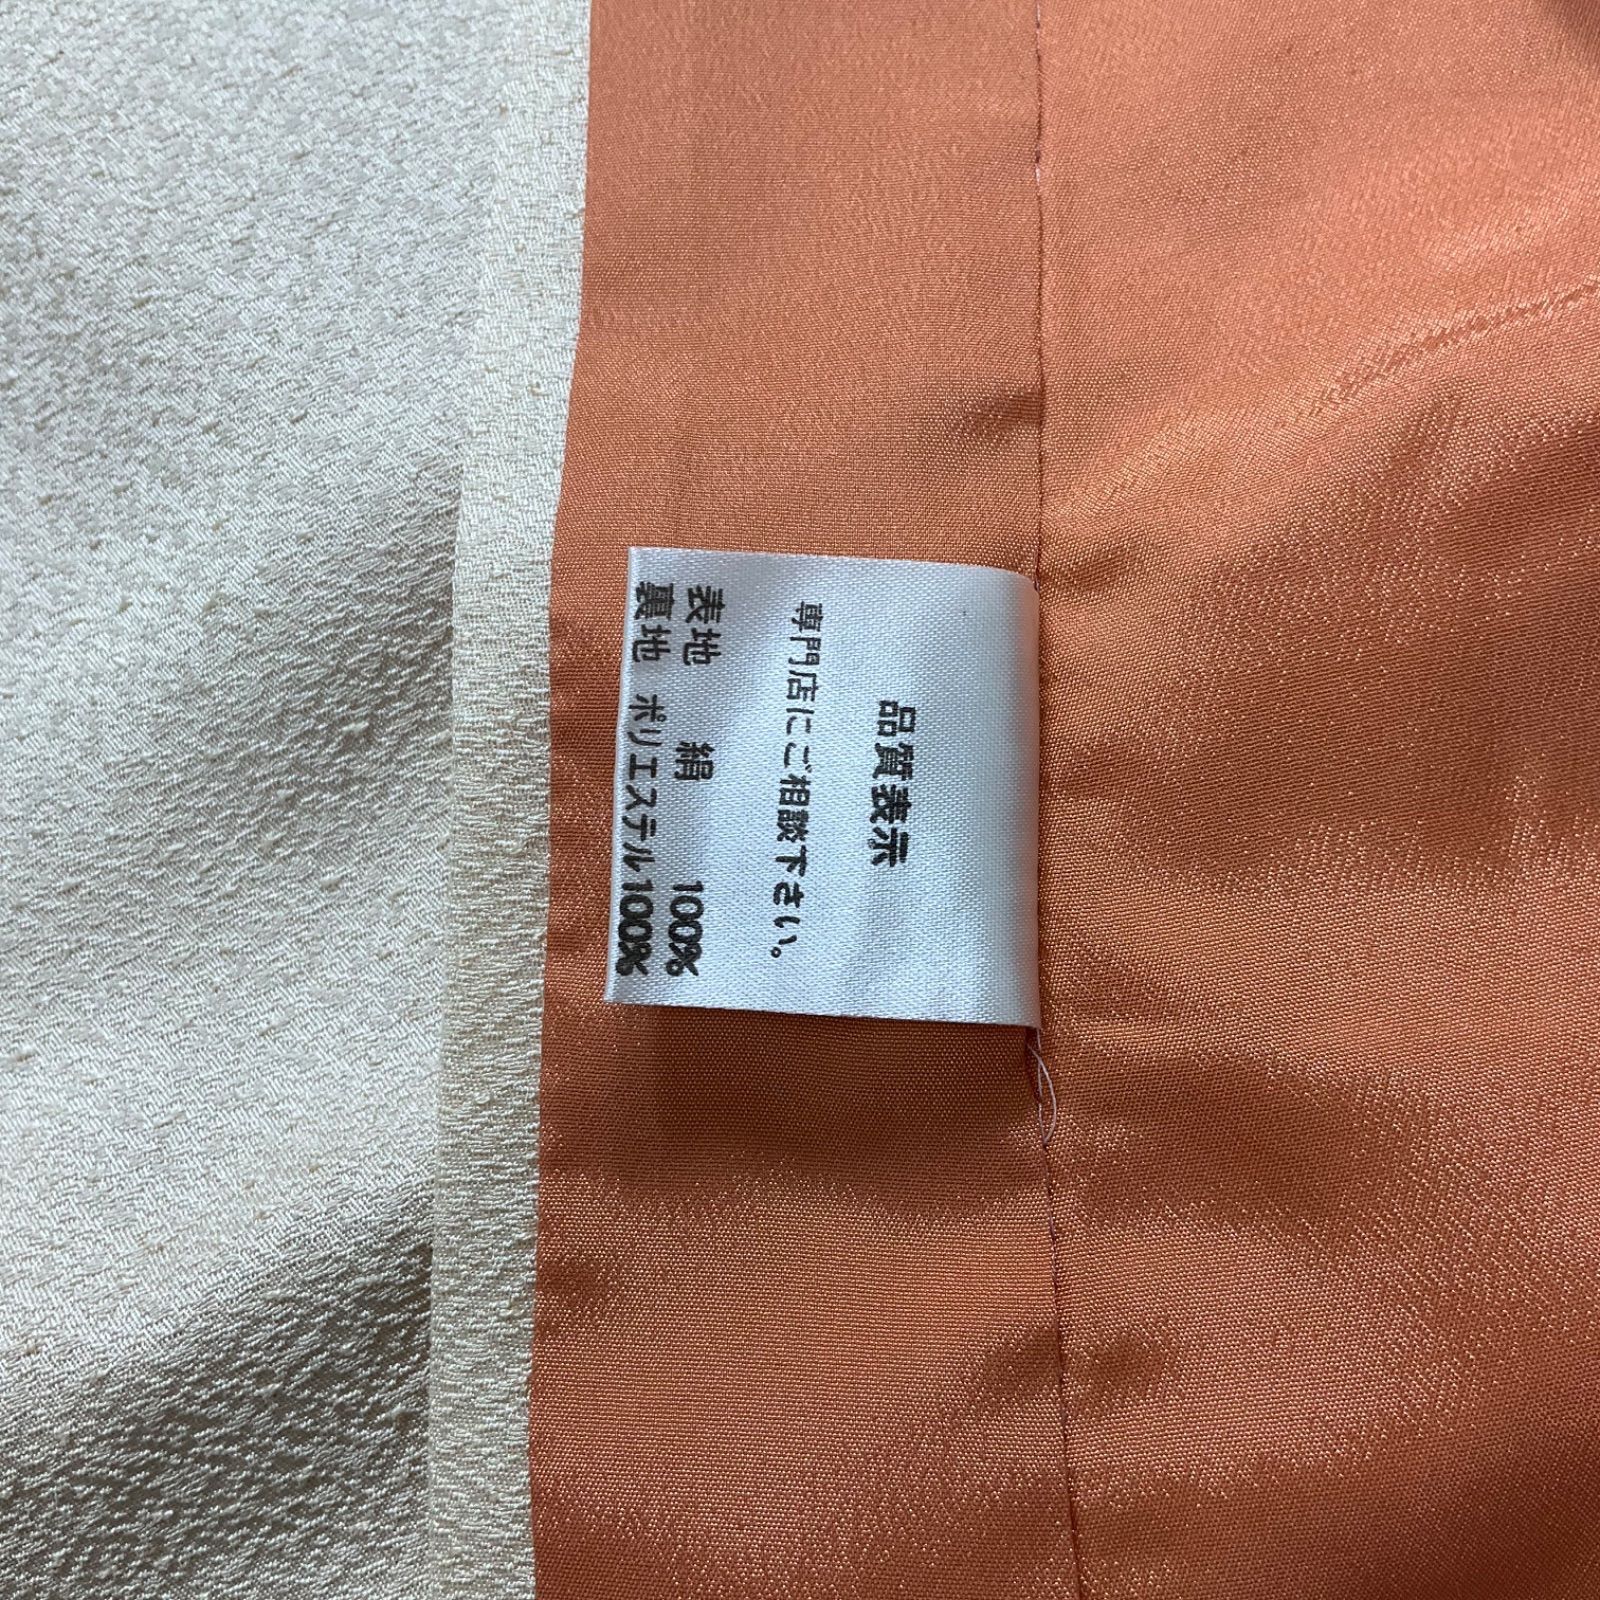 品質表示
専門店にご相談下さい。
表地 絹 100%
裏地 ポリエステル100%